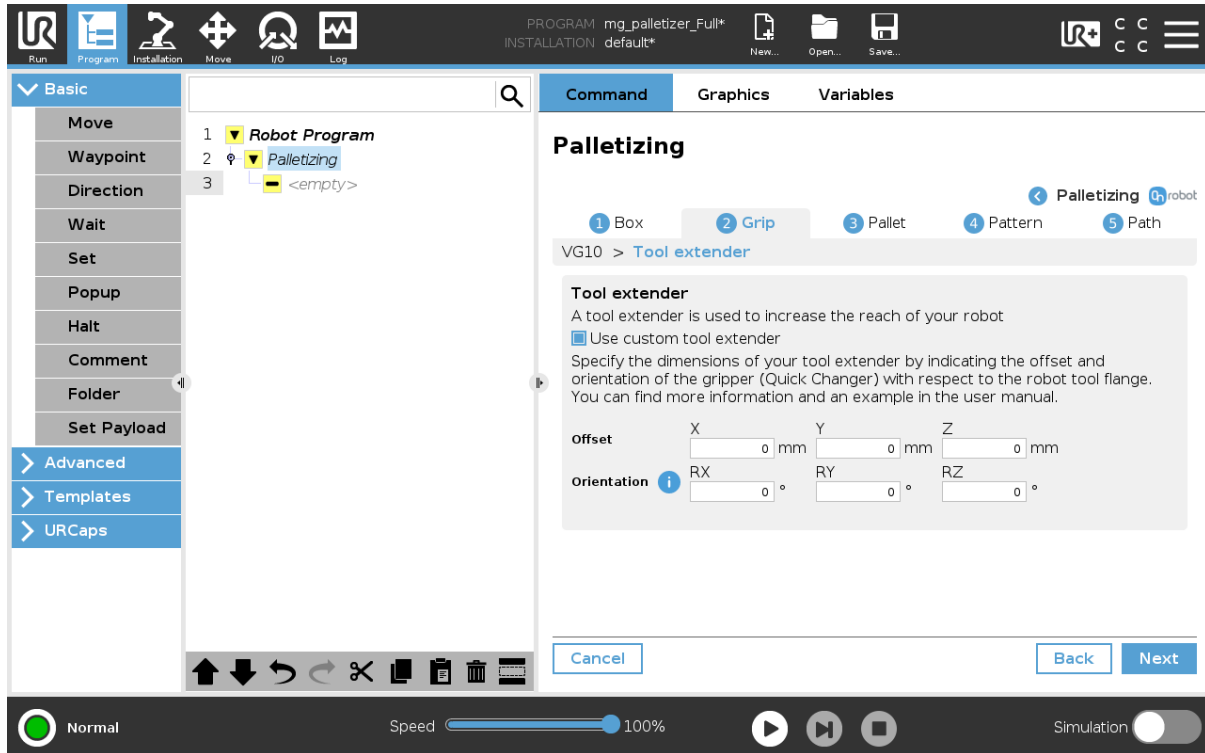 PROGRAM mg_palletizer_Full*
INSTALLATION default*
New... Open... Save...
UR+ C C
C C
UR
Run Program Installation Move I/O Log
Basic
Move
Waypoint
Direction
Wait
Set
Popup
Halt
Comment
Folder
Set Payload
Advanced
Templates
URCaps
1 Robot Program
2 Palletizing
3 <empty>
Command Graphics Variables
Palletizing
Palletizing On robot
1 Box 2 Grip 3 Pallet 4 Pattern 5 Path
VG10 > Tool extender
Tool extender
A tool extender is used to increase the reach of your robot
Use custom tool extender
Specify the dimensions of your tool extender by indicating the offset and
orientation of the gripper (Quick Changer) with respect to the robot tool flange.
You can find more information and an example in the user manual.
X Y Z
Offset 0 mm 0 mm 0 mm
RX RY RZ
Orientation i 0 ° 0 ° 0 °
Cancel Back Next
Normal Speed 100% Simulation